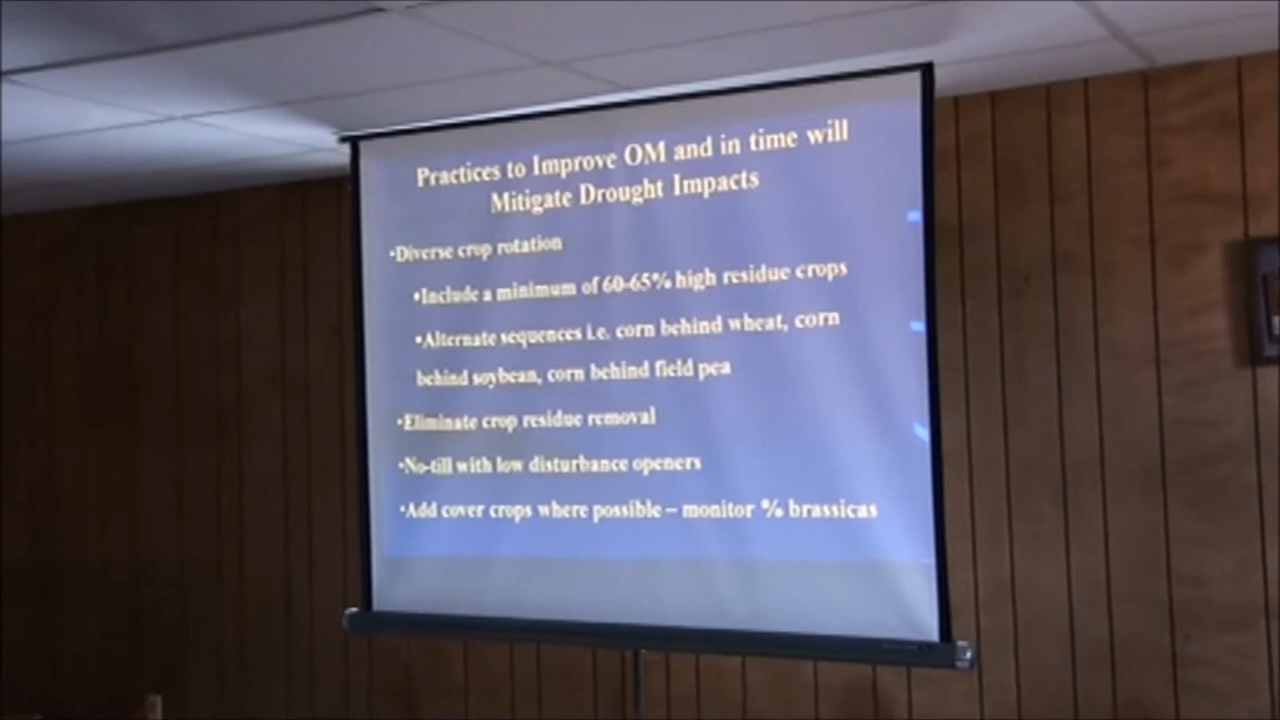 Practices to Improve OM and in time will
Mitigate Drought Impacts
•Diverse crop rotation
•Include a minimum of 60-65% high residue crops
•Alternate sequences i.e. corn behind wheat, corn
behind soybean, corn behind field pea
•Eliminate crop residue removal
•No-till with low disturbance openers
•Add cover crops where possible – monitor % brassicas